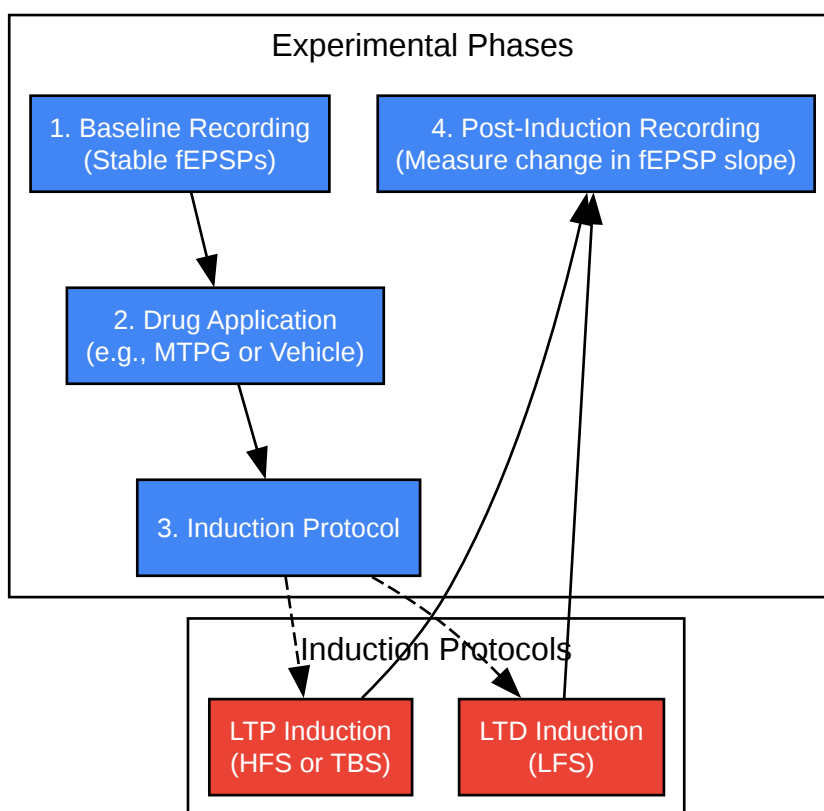 Experimental Phases
1. Baseline Recording
(Stable fEPSPs)
4. Post-Induction Recording
(Measure change in fEPSP slope)
2. Drug Application
(e.g., MTPG or Vehicle)
3. Induction Protocol
Induction Protocols
LTP Induction
(HFS or TBS)
LTD Induction
(LFS)